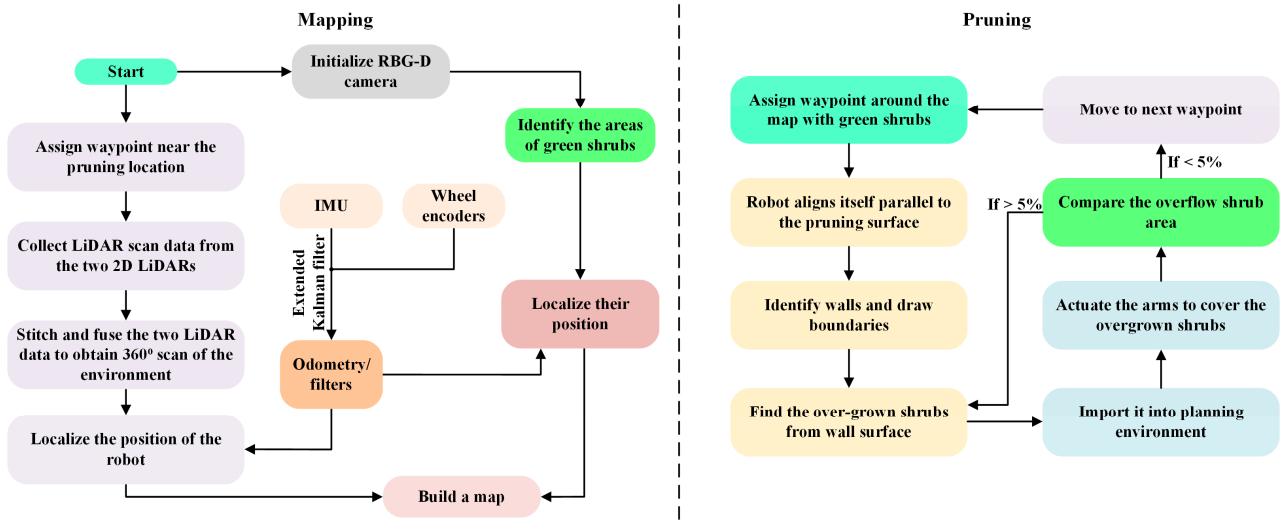 Mapping
Start
Initialize RBG-D
camera
Assign waypoint near the
pruning location
Identify the areas
of green shrubs
IMU
Wheel
encoders
Collect LiDAR scan data from
the two 2D LiDARs
Extended
Kalman filter
Localize their
position
Stitch and fuse the two LiDAR
data to obtain 360⁰ scan of the
environment
Odometry/
filters
Localize the position of the
robot
Build a map
Pruning
Assign waypoint around the
map with green shrubs
Move to next waypoint
If < 5%
Robot aligns itself parallel to
the pruning surface
If > 5%
Compare the overflow shrub
area
Identify walls and draw
boundaries
Actuate the arms to cover the
overgrown shrubs
Find the over-grown shrubs
from wall surface
Import it into planning
environment